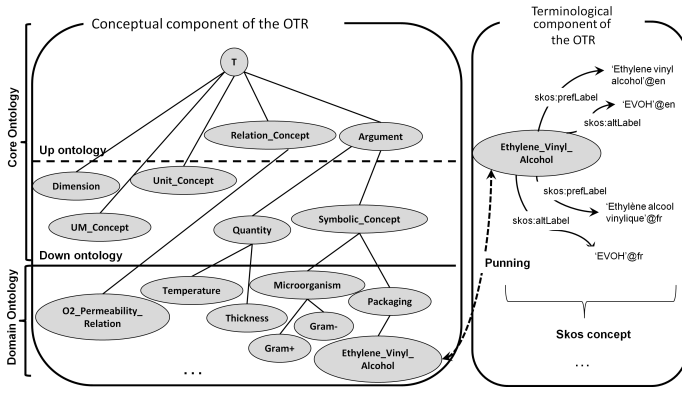 Conceptual component of the OTR
Terminological
component of
the OTR
Core Ontology
Domain Ontology
T
Relation_Concept
Argument
Up ontology
Dimension
Unit_Concept
UM_Concept
Symbolic_Concept
Quantity
Down ontology
Temperature
Microorganism
Packaging
O2_Permeability_
Relation
Thickness
Gram-
Gram+
Ethylene_Vinyl_
Alcohol
...
Punning
'Ethylene vinyl
alcohol'@en
skos:prefLabel
'EVOH'@en
skos:altLabel
Ethylene_Vinyl_
Alcohol
skos:prefLabel
'Ethylène alcool
vinylique'@fr
skos:altLabel
'EVOH'@fr
Skos concept
...